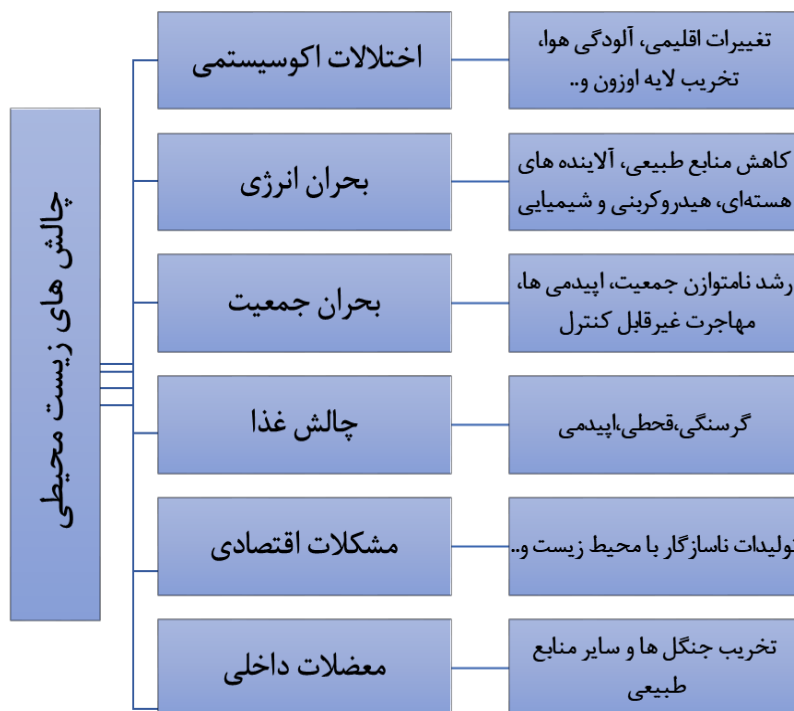 چالش های زیست محیطی
اختلالات اکوسیستمی
تغییرات اقلیمی، آلودگی هوا،
تخریب لایه اوزون و..
بحران انرژی
کاهش منابع طبیعی، آلاینده های
هسته‌ای، هیدروکربنی و شیمیایی
بحران جمعیت
رشد نامتوازن جمعیت، اپیدمی ها،
مهاجرت غیرقابل کنترل
چالش غذا
گرسنگی،قحطی،اپیدمی
مشکلات اقتصادی
تولیدات ناسازگار با محیط زیست و..
معضلات داخلی
تخریب جنگل ها و سایر منابع
طبیعی